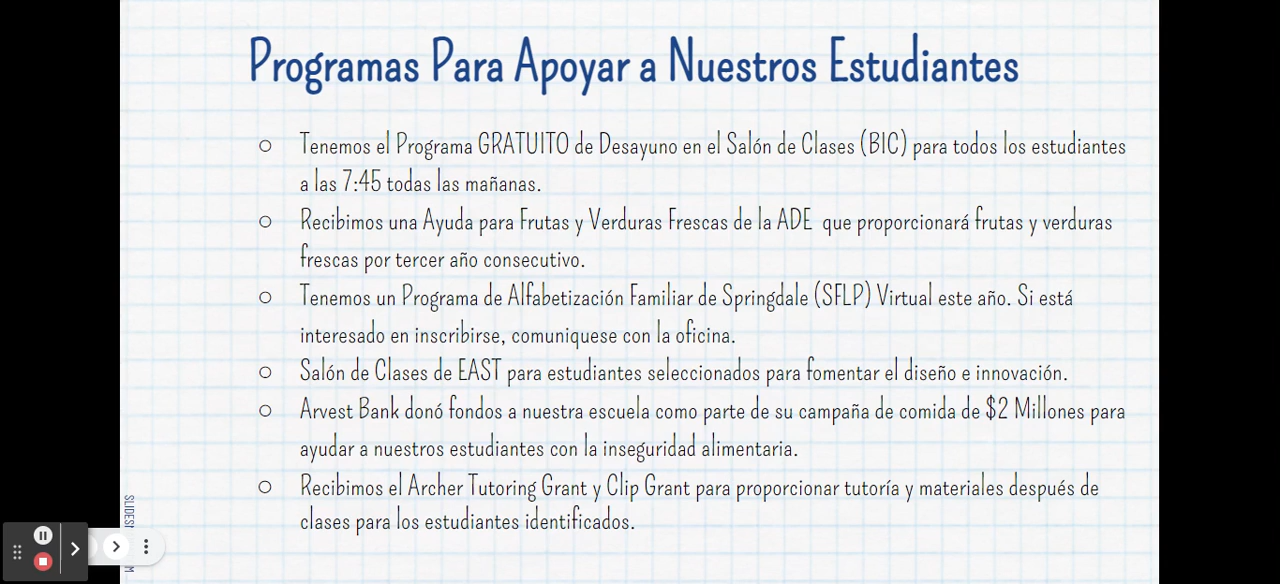 Programas Para Apoyar a Nuestros Estudiantes
Tenemos el Programa GRATUITO de Desayuno en el Salón de Clases (BIC) para todos los estudiantes
a las 7:45 todas las mañanas.
Recibimos una Ayuda para Frutas y Verduras Frescas de la ADE que proporcionará frutas y verduras
frescas por tercer año consecutivo.
Tenemos un Programa de Alfabetización Familiar de Springdale (SFLP) Virtual este año. Si está
interesado en inscribirse, comuniquese con la oficina.
Salón de Clases de EAST para estudiantes seleccionados para fomentar el diseño e innovación.
Arvest Bank donó fondos a nuestra escuela como parte de su campaña de comida de $2 Millones para
ayudar a nuestros estudiantes con la inseguridad alimentaria.
Recibimos el Archer Tutoring Grant y Clip Grant para proporcionar tutoría y materiales después de
clases para los estudiantes identificados.